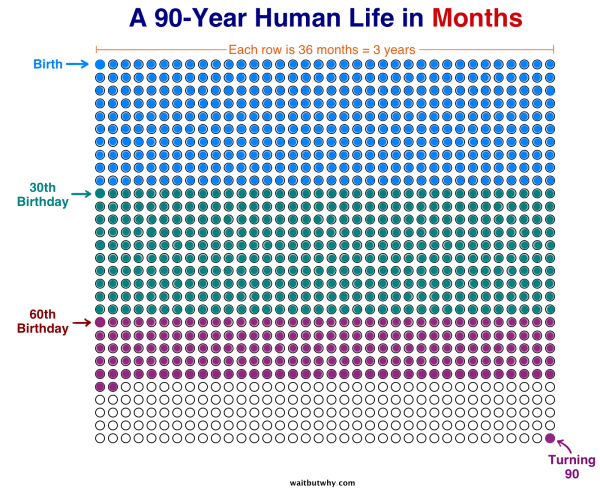 A 90-Year Human Life in Months
Each row is 36 months = 3 years
Birth
30th
Birthday
60th
Birthday
Turning
90
waitbutwhy.com